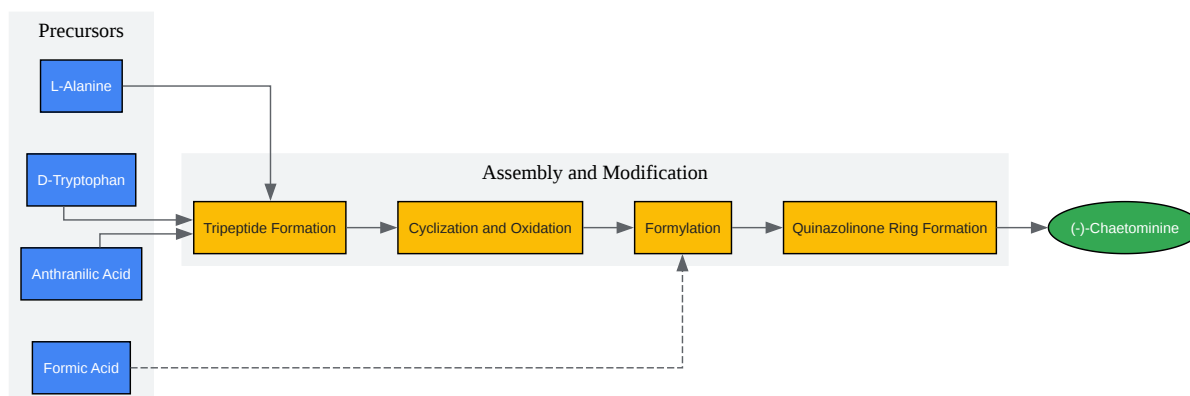 Precursors
L-Alanine
D-Tryptophan
Anthranilic Acid
Formic Acid
Assembly and Modification
Tripeptide Formation
Cyclization and Oxidation
Formylation
Quinazolinone Ring Formation
(-)-Chaetominine